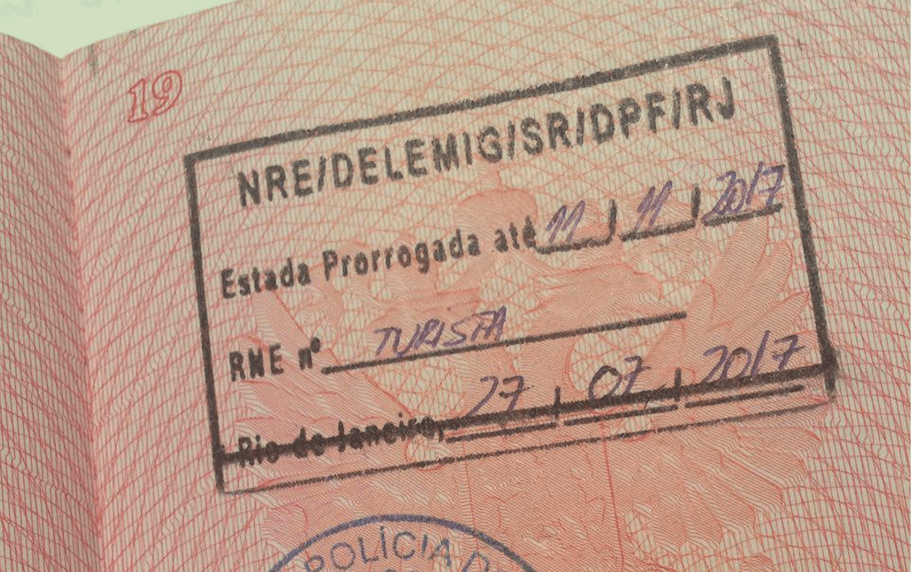 19
NRE/DELEMIG/SR/DPF/RJ
Estada Prorrogada até 11 / 11 / 2017
RNE nº TURISTA
Rio de Janeiro, 27 / 07 / 2017
POLÍCIA